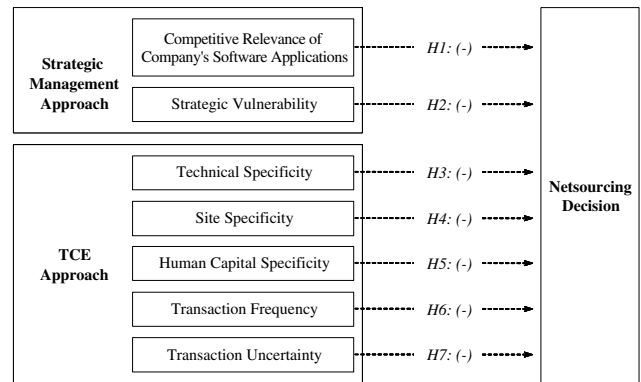 Strategic
Management
Approach
Competitive Relevance of
Company's Software Applications
H1: (-)
Strategic Vulnerability
H2: (-)
TCE
Approach
Technical Specificity
H3: (-)
Site Specificity
H4: (-)
Human Capital Specificity
H5: (-)
Transaction Frequency
H6: (-)
Transaction Uncertainty
H7: (-)
Netsourcing
Decision